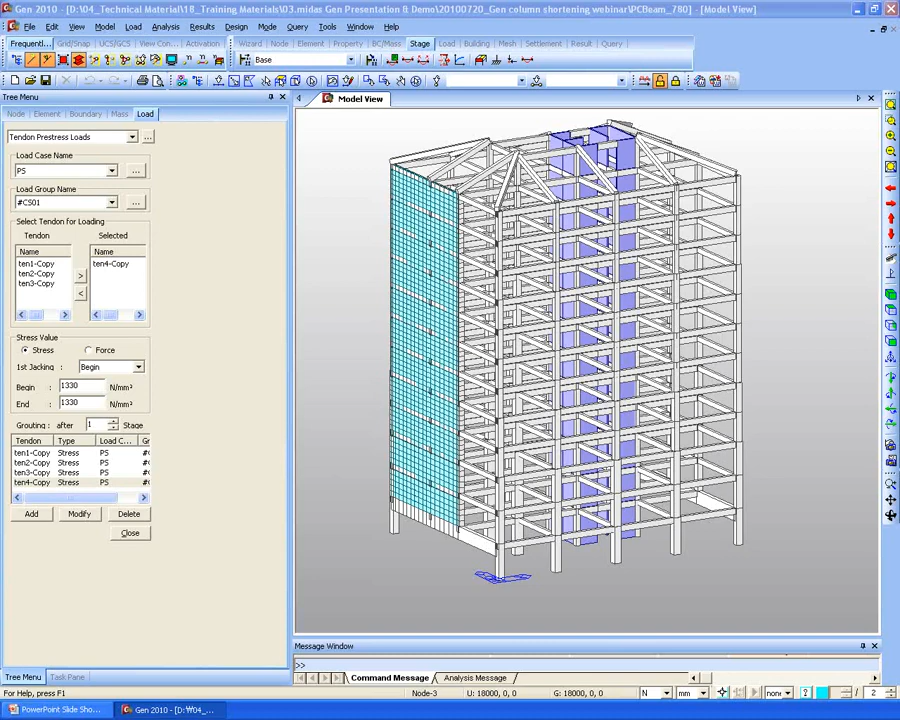 Gen 2010 - [D:\04_Technical Material\18_Training Materials\03.midas Gen Presentation & Demo\20100720_Gen column shortening webinar\PCBeam_780] - [Model View]
File Edit View Model Load Analysis Results Design Mode Query Tools Window Help
Frequentl... Grid/Snap UCS/GCS View Con... Activation Wizard Node Element Property BC/Mass Stage Load Building Mesh Settlement Result Query
Base
Tree Menu
Model View
Node Element Boundary Mass Load
Tendon Prestress Loads
Load Case Name
PS
Load Group Name
#CS01
Select Tendon for Loading
Tendon Selected
Name Name
ten1-Copy ten4-Copy
ten2-Copy
ten3-Copy
>
<
Stress Value
Stress Force
1st Jacking : Begin
Begin : 1330 N/mm²
End : 1330 N/mm²
Grouting : after 1 Stage
Tendon Type Load C... Gr
ten1-Copy Stress PS #(
ten2-Copy Stress PS #(
ten3-Copy Stress PS #(
ten4-Copy Stress PS #(
Add Modify Delete
Close
Message Window
>>
Command Message Analysis Message
Tree Menu Task Pane
For Help, press F1 Node-3 U: 18000, 0, 0 G: 18000, 0, 0 N mm none ? / 2
PowerPoint Slide Sho... Gen 2010 - [D:₩04_...